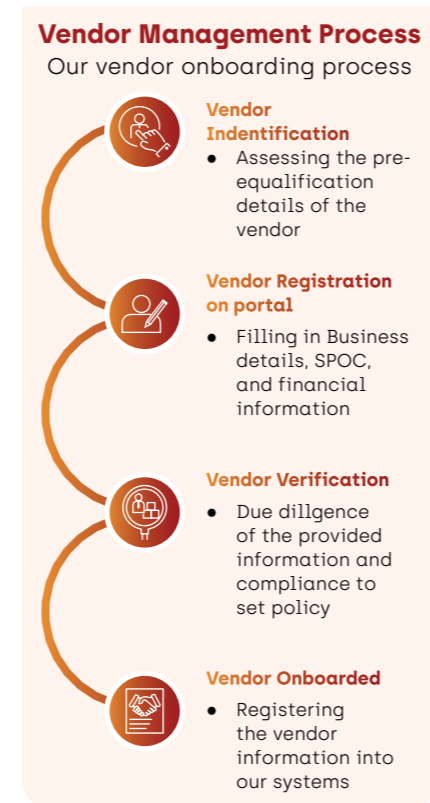 Vendor Management Process
Our vendor onboarding process
Vendor
Indentification
● Assessing the pre-
equalification
details of the
vendor
Vendor Registration
on portal
● Filling in Business
details, SPOC,
and financial
information
Vendor Verification
● Due dillgence
of the provided
information and
compliance to
set policy
Vendor Onboarded
● Registering
the vendor
information into
our systems